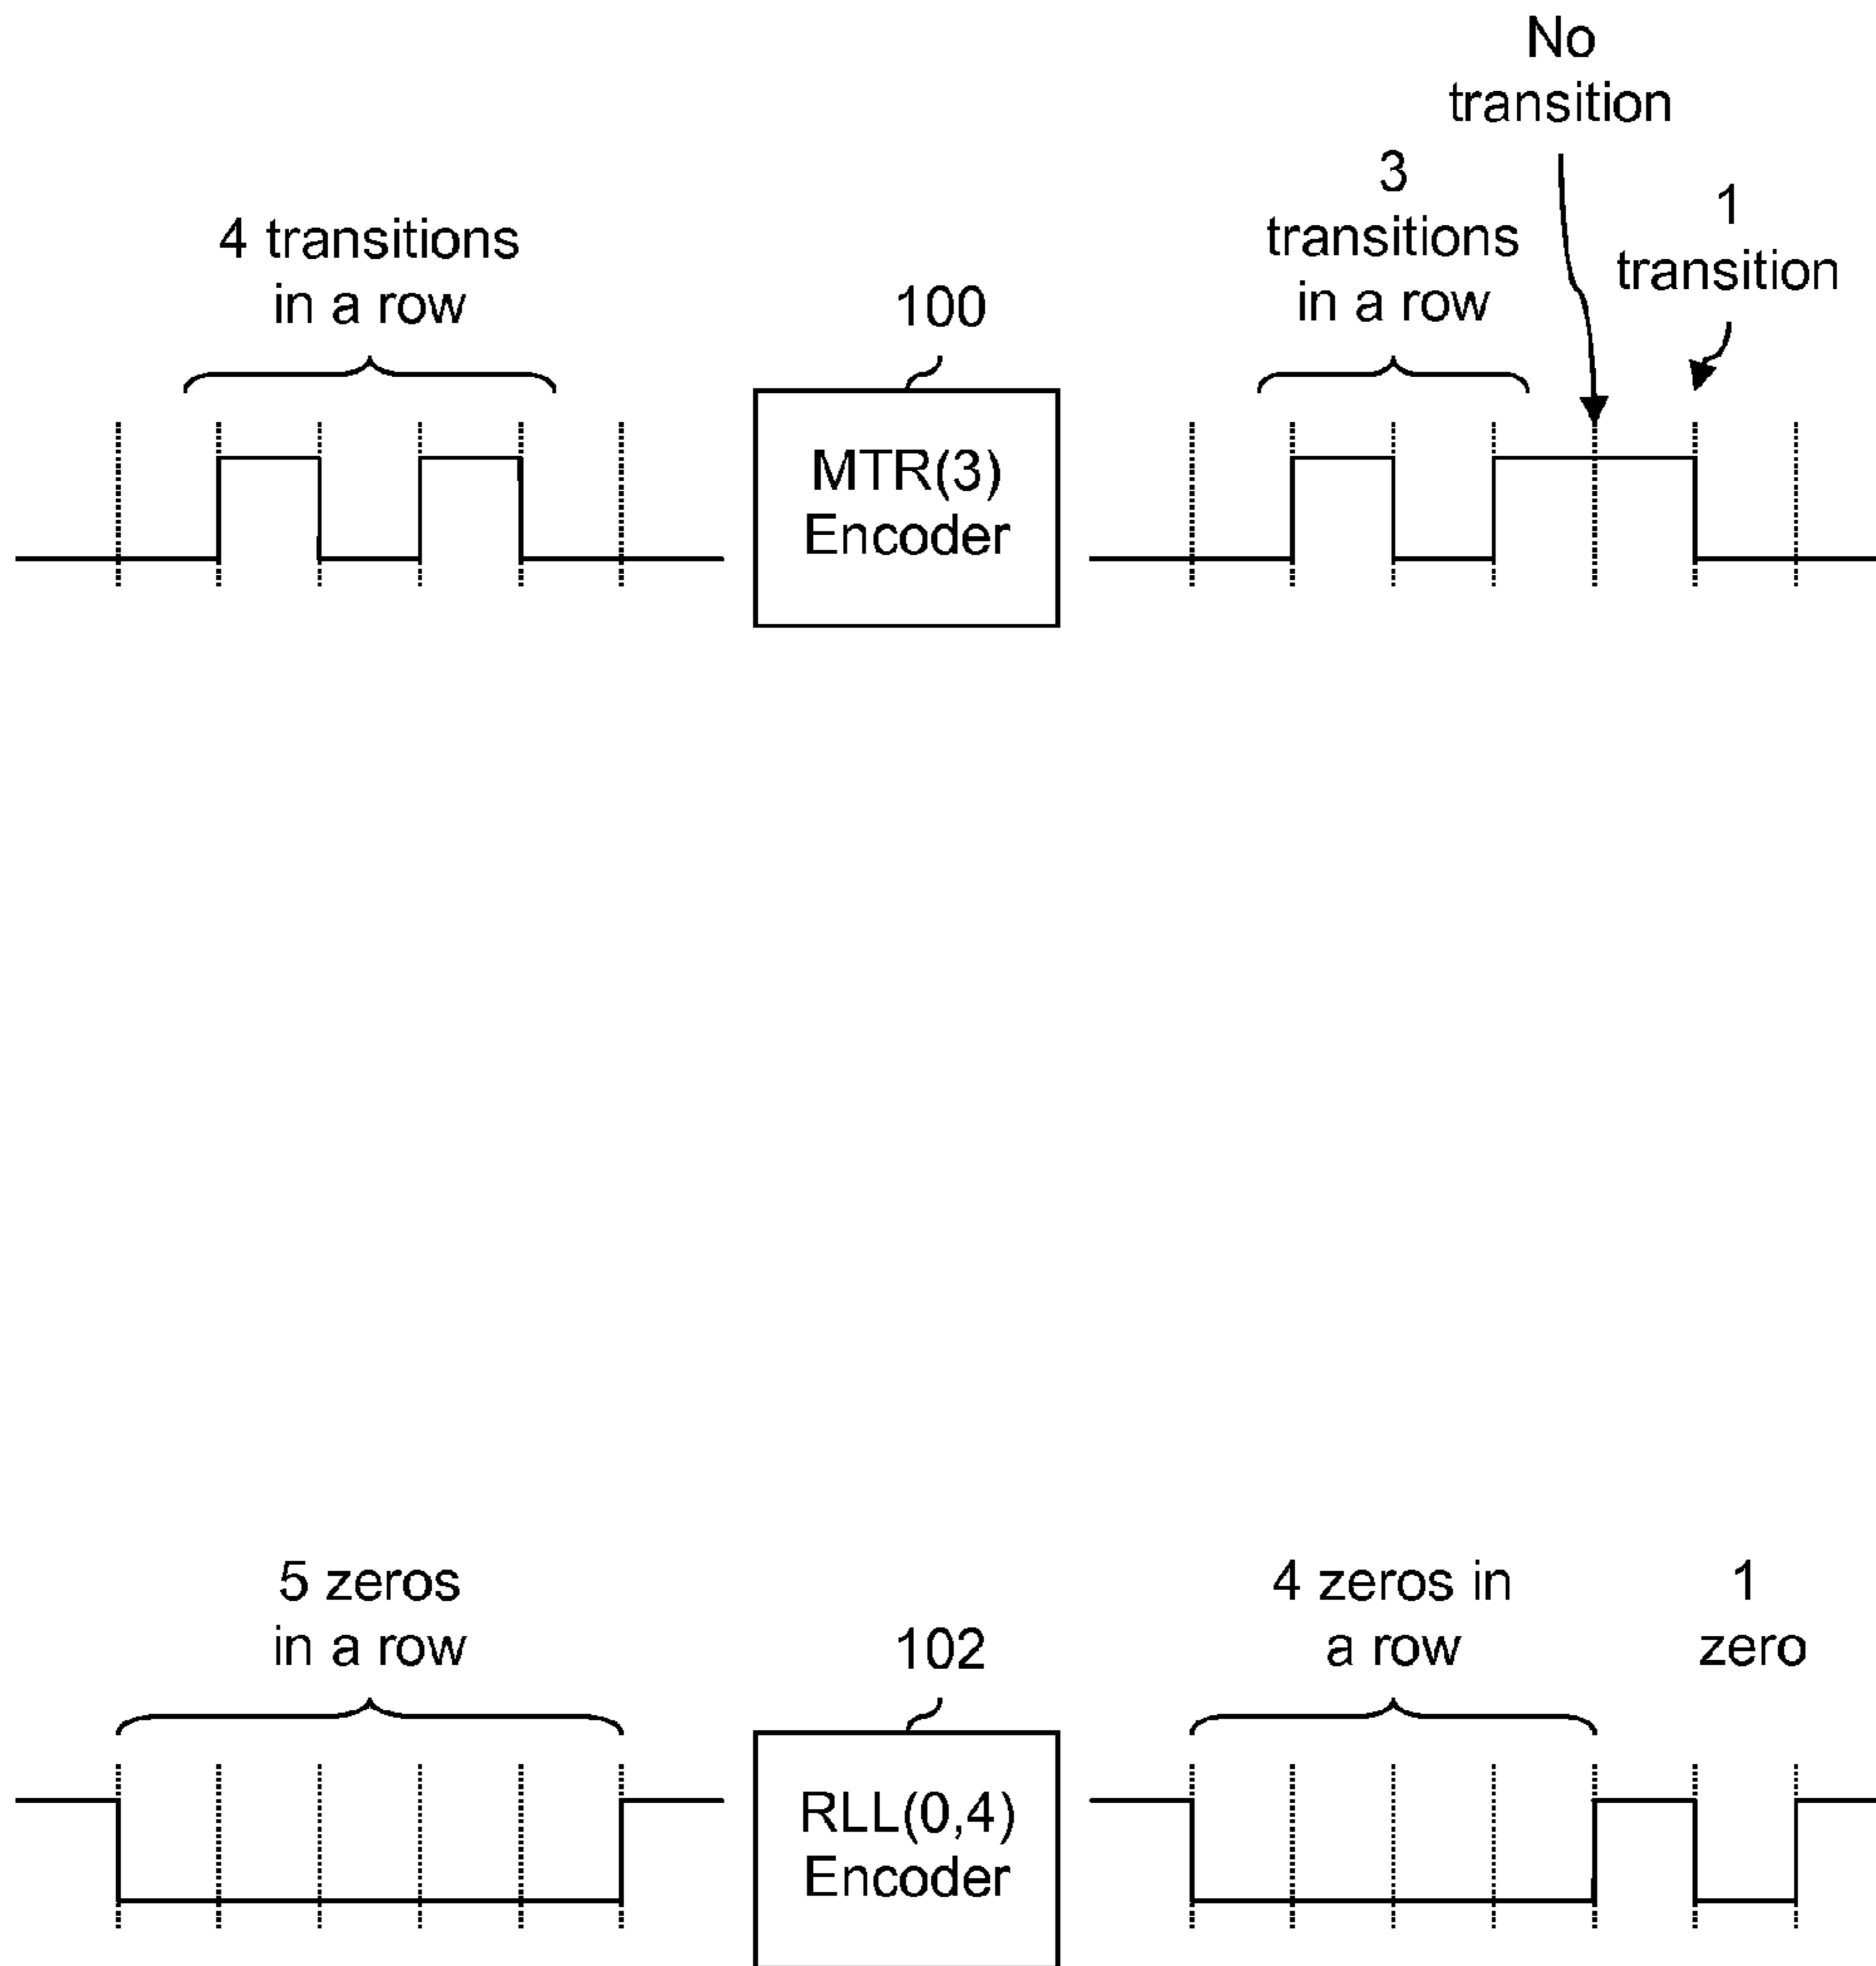 No
transition
3
transitions
in a row
1
transition
4 transitions
in a row
100
MTR(3)
Encoder
5 zeros
in a row
102
4 zeros in
a row
1
zero
RLL(0,4)
Encoder